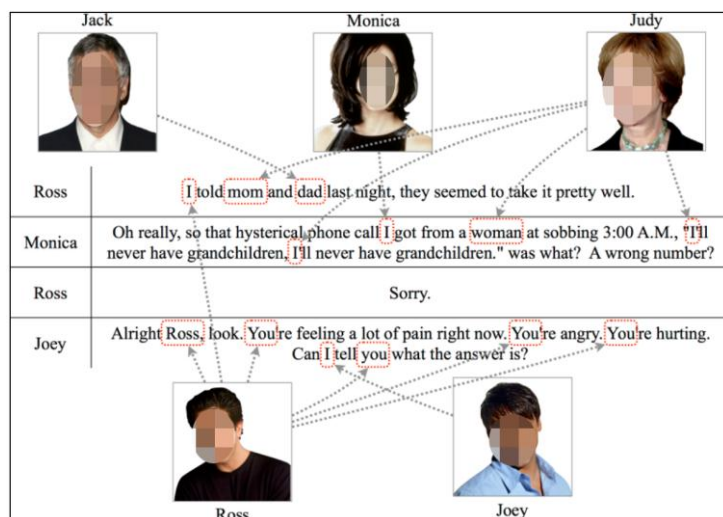 Jack Monica Judy
Ross I told mom and dad last night, they seemed to take it pretty well.
Monica Oh really, so that hysterical phone call I got from a woman at sobbing 3:00 A.M., "I'll
never have grandchildren, I'll never have grandchildren." was what? A wrong number?
Ross Sorry.
Joey Alright Ross, look. You're feeling a lot of pain right now. You're angry. You're hurting.
Can I tell you what the answer is?
Ross Joey